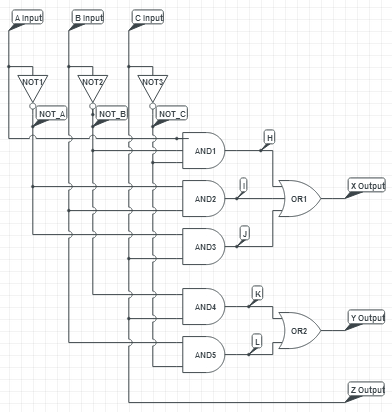 A Input
B Input
C Input
NOT1
NOT2
NOT3
NOT_A
NOT_B
NOT_C
AND1
H
AND2
I
OR1
X Output
AND3
J
AND4
K
OR2
Y Output
AND5
L
Z Output